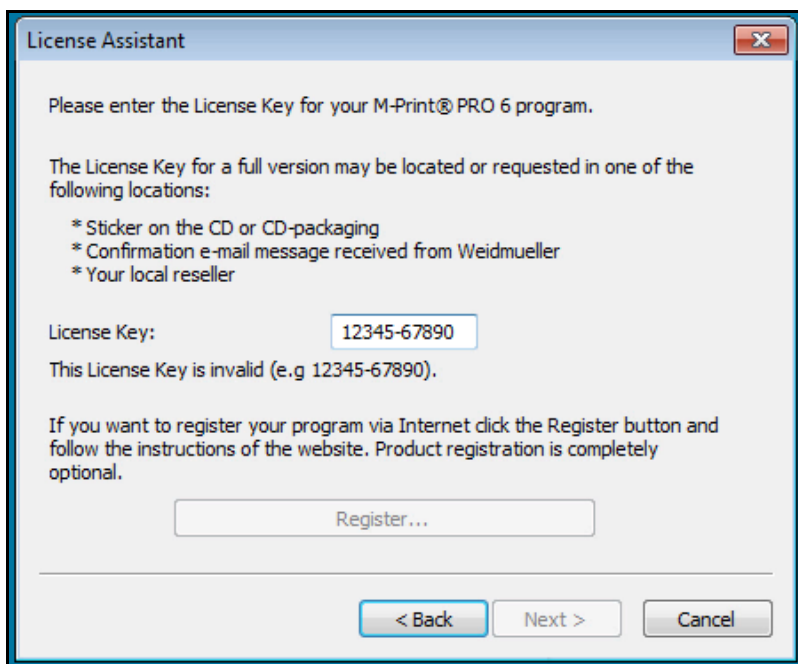 License Assistant
Please enter the License Key for your M-Print® PRO 6 program.
The License Key for a full version may be located or requested in one of the
following locations:
* Sticker on the CD or CD-packaging
* Confirmation e-mail message received from Weidmueller
* Your local reseller
License Key: 12345-67890
This License Key is invalid (e.g 12345-67890).
If you want to register your program via Internet click the Register button and
follow the instructions of the website. Product registration is completely
optional.
Register...
< Back Next > Cancel